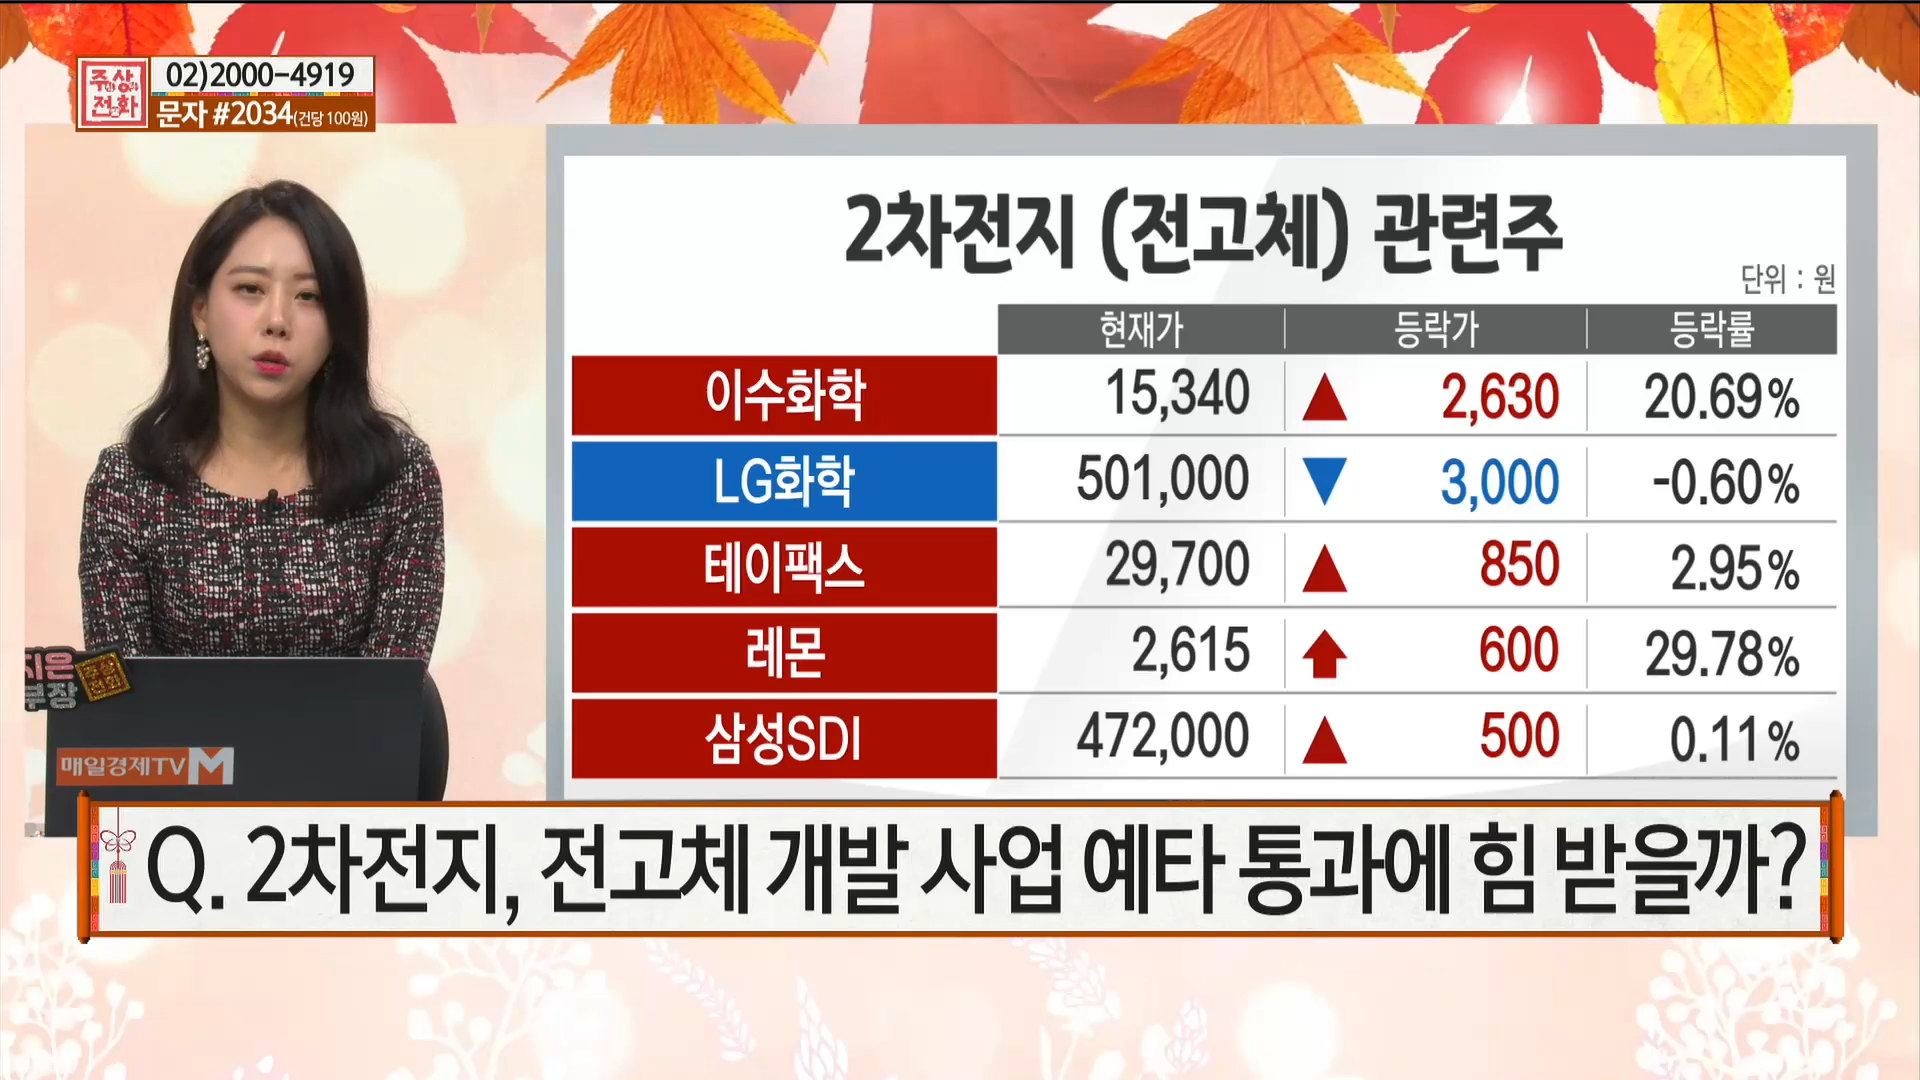 주상
전화
02)2000-4919
문자 #2034(건당 100원)
2차전지 (전고체) 관련주
단위 : 원
현재가 등락가 등락률
이수화학 15,340 ▲ 2,630 20.69%
LG화학 501,000 ▼ 3,000 -0.60%
테이팩스 29,700 ▲ 850 2.95%
레몬 2,615 ⬆ 600 29.78%
삼성SDI 472,000 ▲ 500 0.11%
지은
부장
주상
전화
매일경제TV M
Q. 2차전지, 전고체 개발 사업 예타 통과에 힘 받을까?